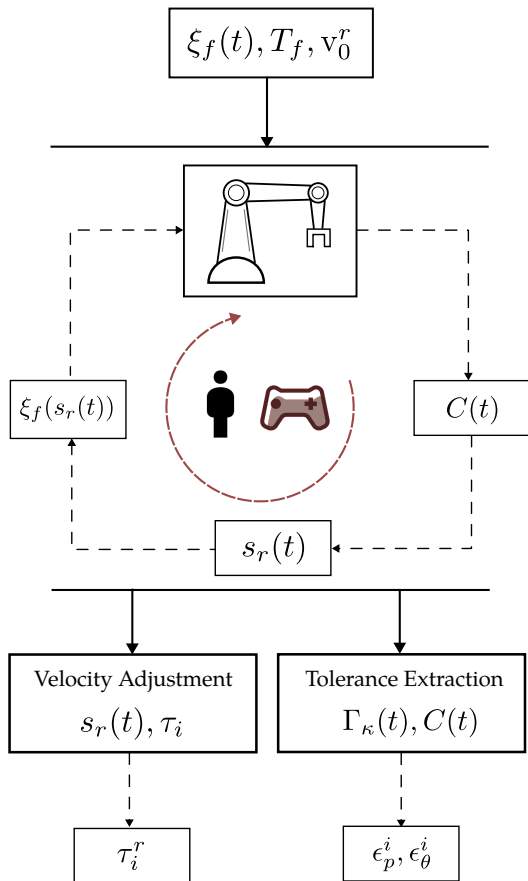 ξ_f(t), T_f, v_0^r
ξ_f(s_r(t))
C(t)
s_r(t)
Velocity Adjustment
s_r(t), τ_i
Tolerance Extraction
Γ_κ(t), C(t)
τ_i^r
ϵ_p^i, ϵ_θ^i